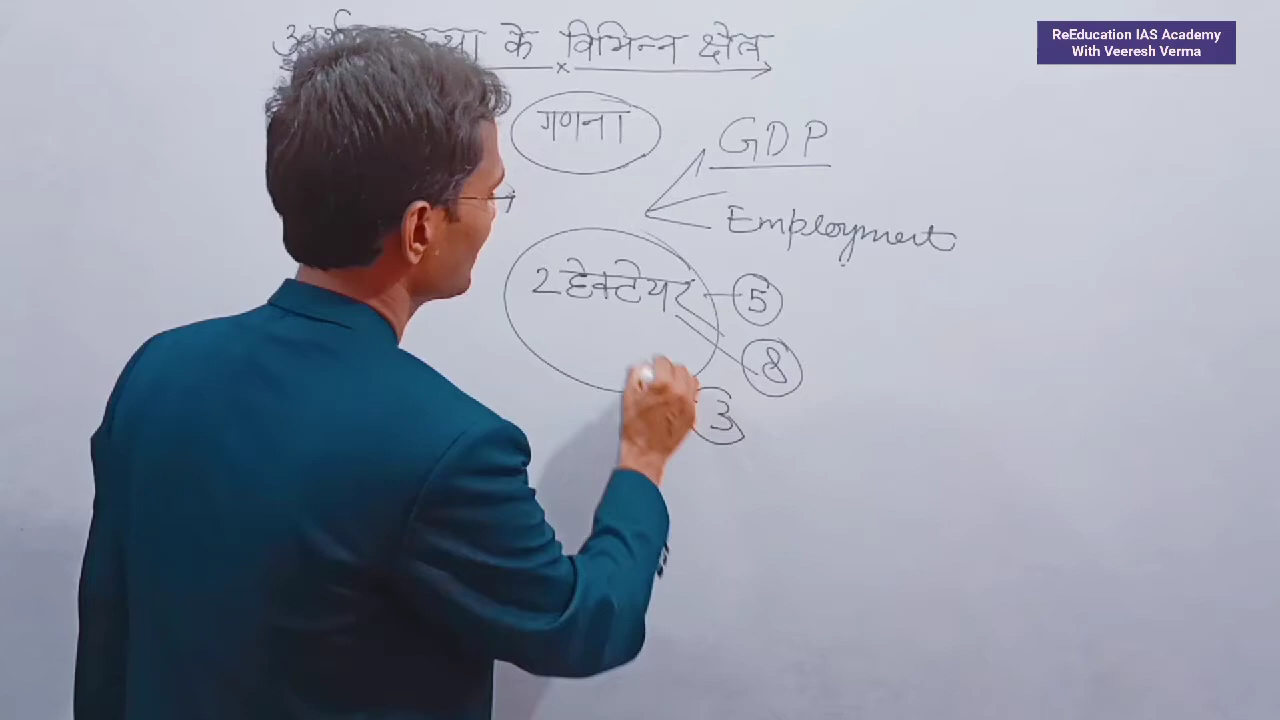 के विभिन्न क्षेत्र
ReEducation IAS Academy
With Veeresh Verma
गणना
GDP
Employment
2 हेक्टेयर
5
8
3